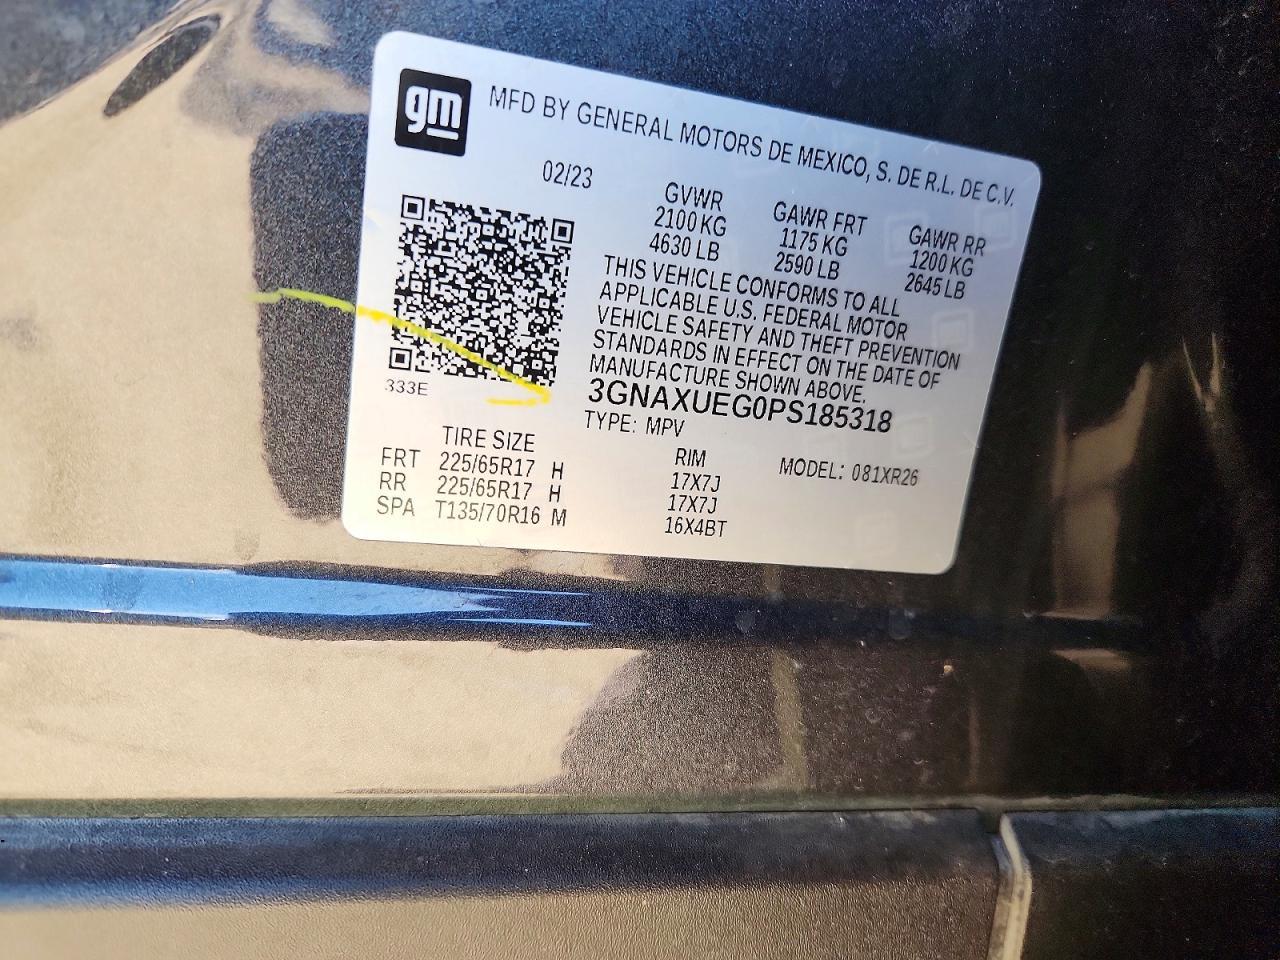 gm
MFD BY GENERAL MOTORS DE MEXICO, S. DE R.L. DE C.V.
02/23
GVWR GAWR FRT GAWR RR
2100 KG 1175 KG 1200 KG
4630 LB 2590 LB 2645 LB
THIS VEHICLE CONFORMS TO ALL
APPLICABLE U.S. FEDERAL MOTOR
VEHICLE SAFETY AND THEFT PREVENTION
STANDARDS IN EFFECT ON THE DATE OF
MANUFACTURE SHOWN ABOVE.
333E
3GNAXUEG0PS185318
TYPE: MPV
MODEL: 081XR26
TIRE SIZE RIM
FRT 225/65R17 H 17X7J
RR 225/65R17 H 17X7J
SPA T135/70R16 M 16X4BT